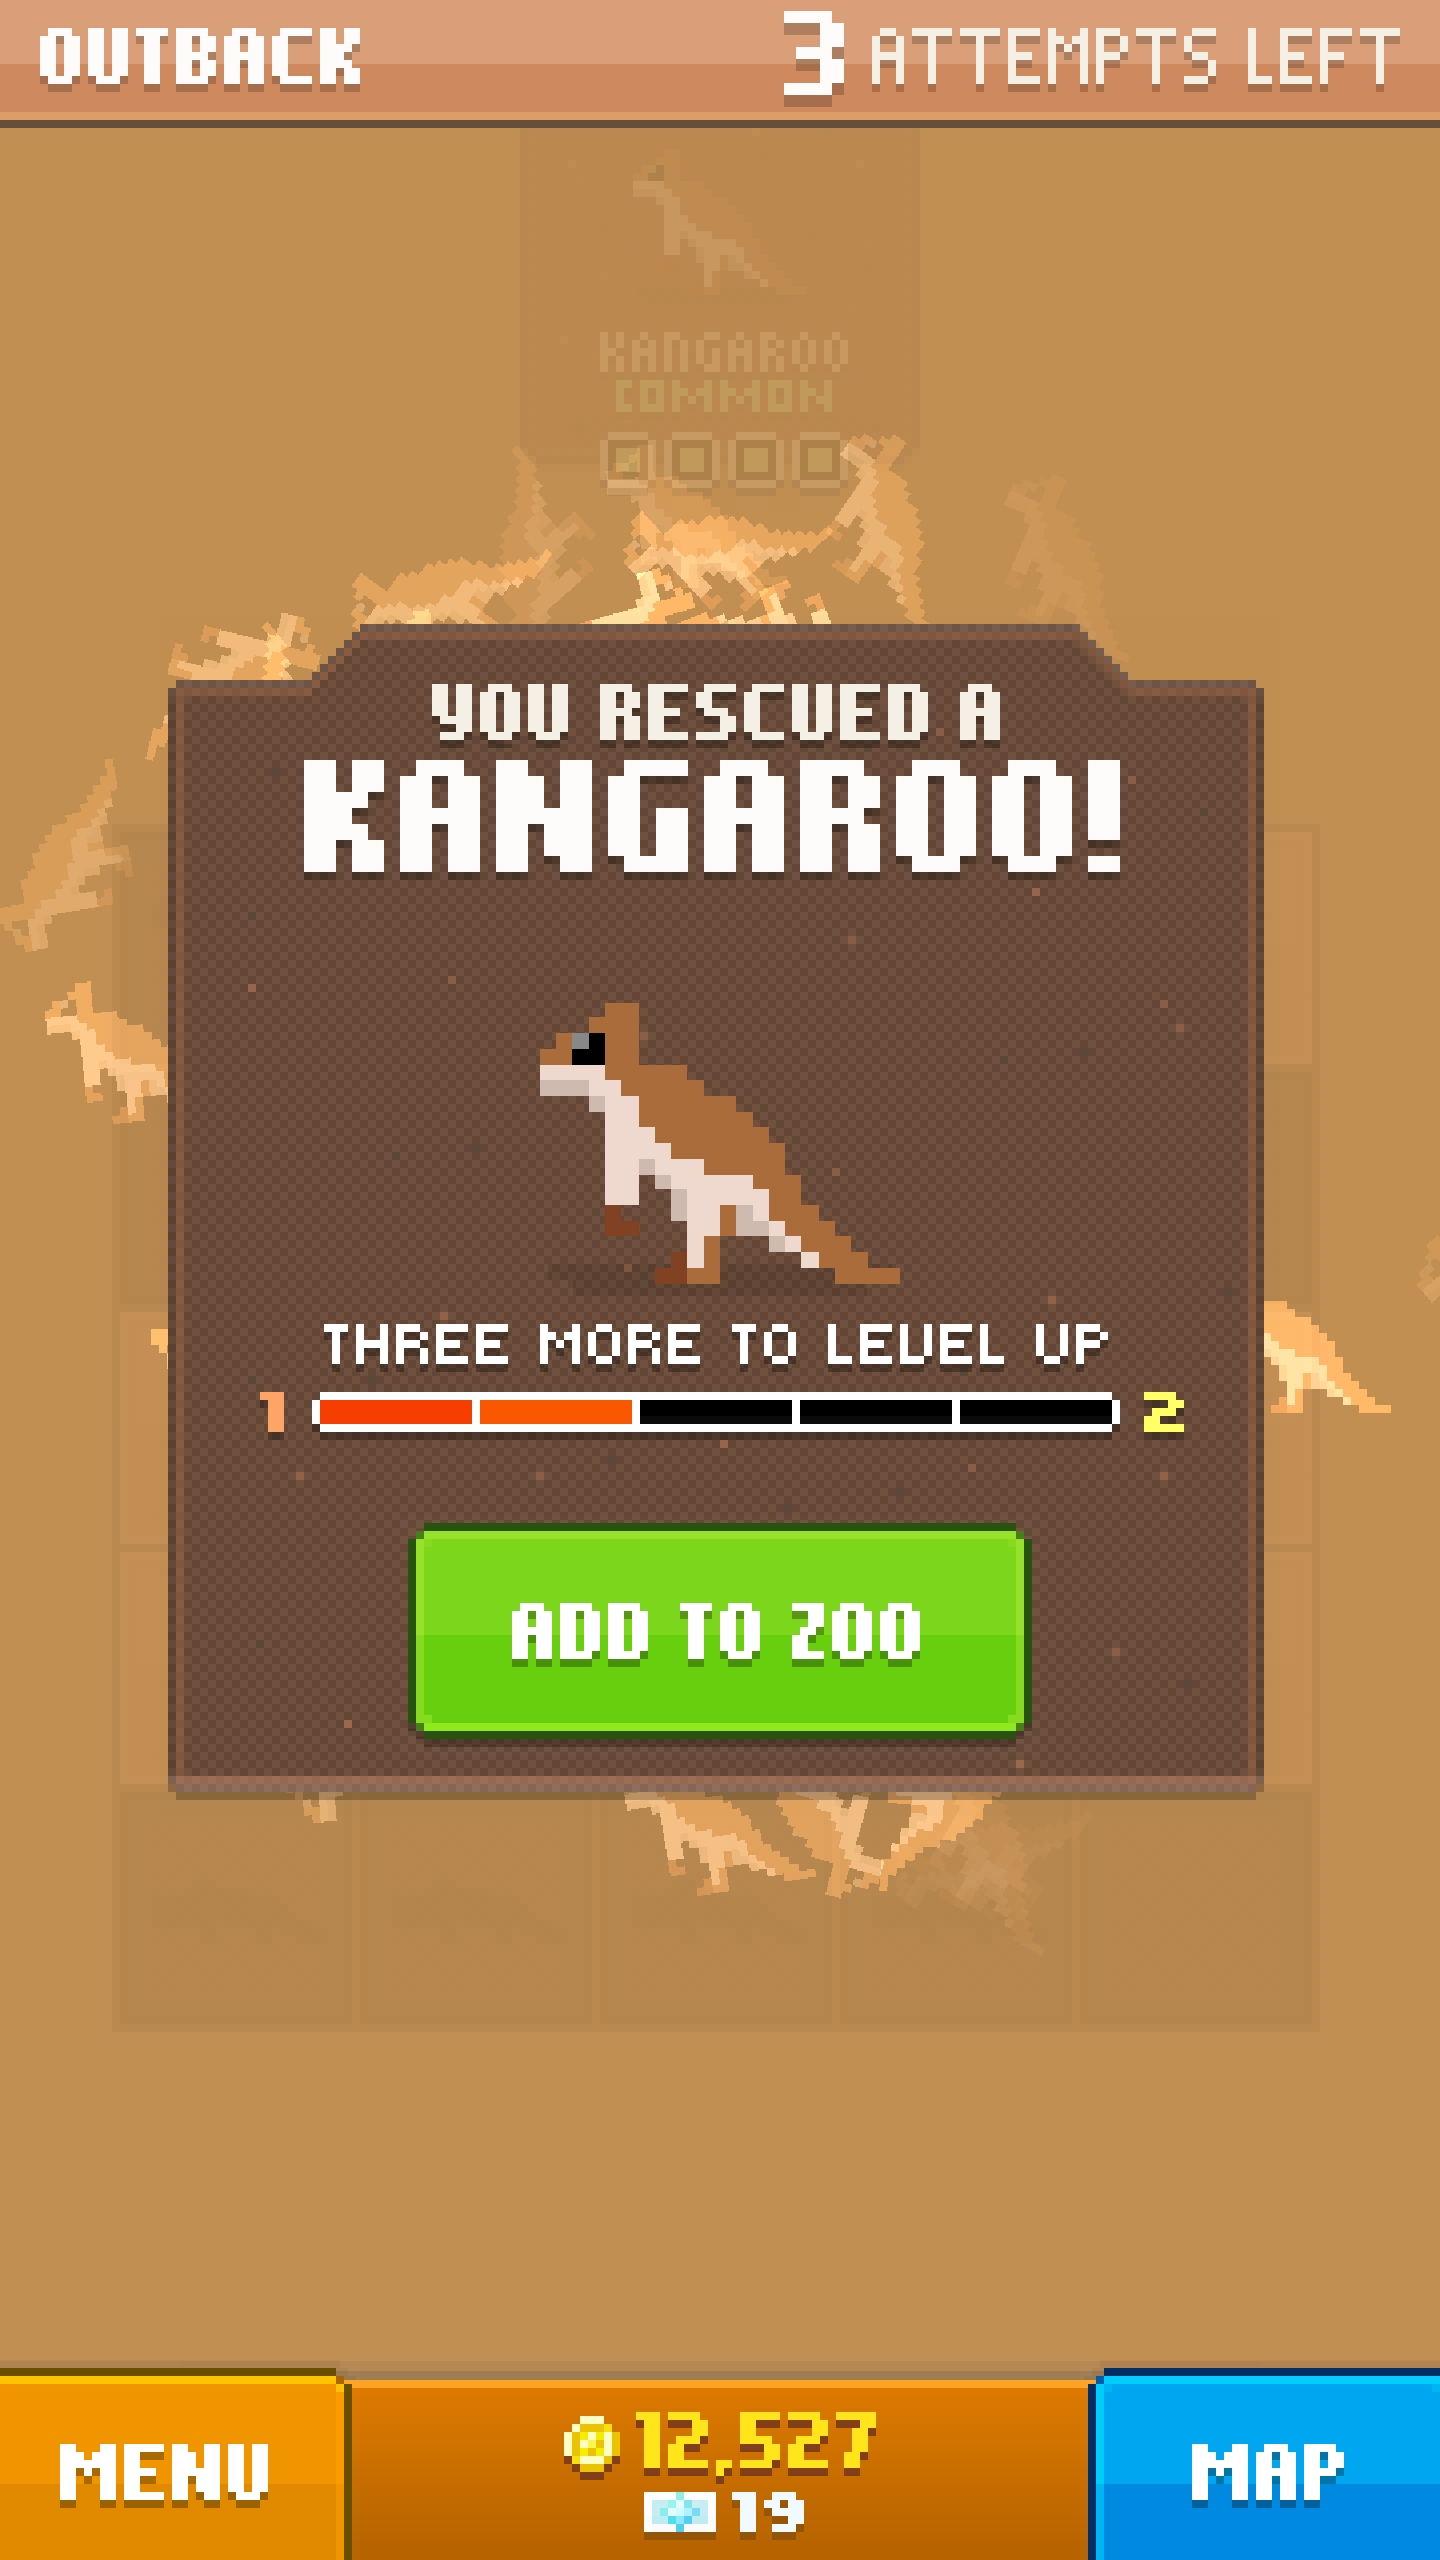 OUTBACK
3 ATTEMPTS LEFT
KANGAROO
COMMON
YOU RESCUED A
KANGAROO!
THREE MORE TO LEVEL UP
1 2
ADD TO ZOO
MENU
12,527
19
MAP